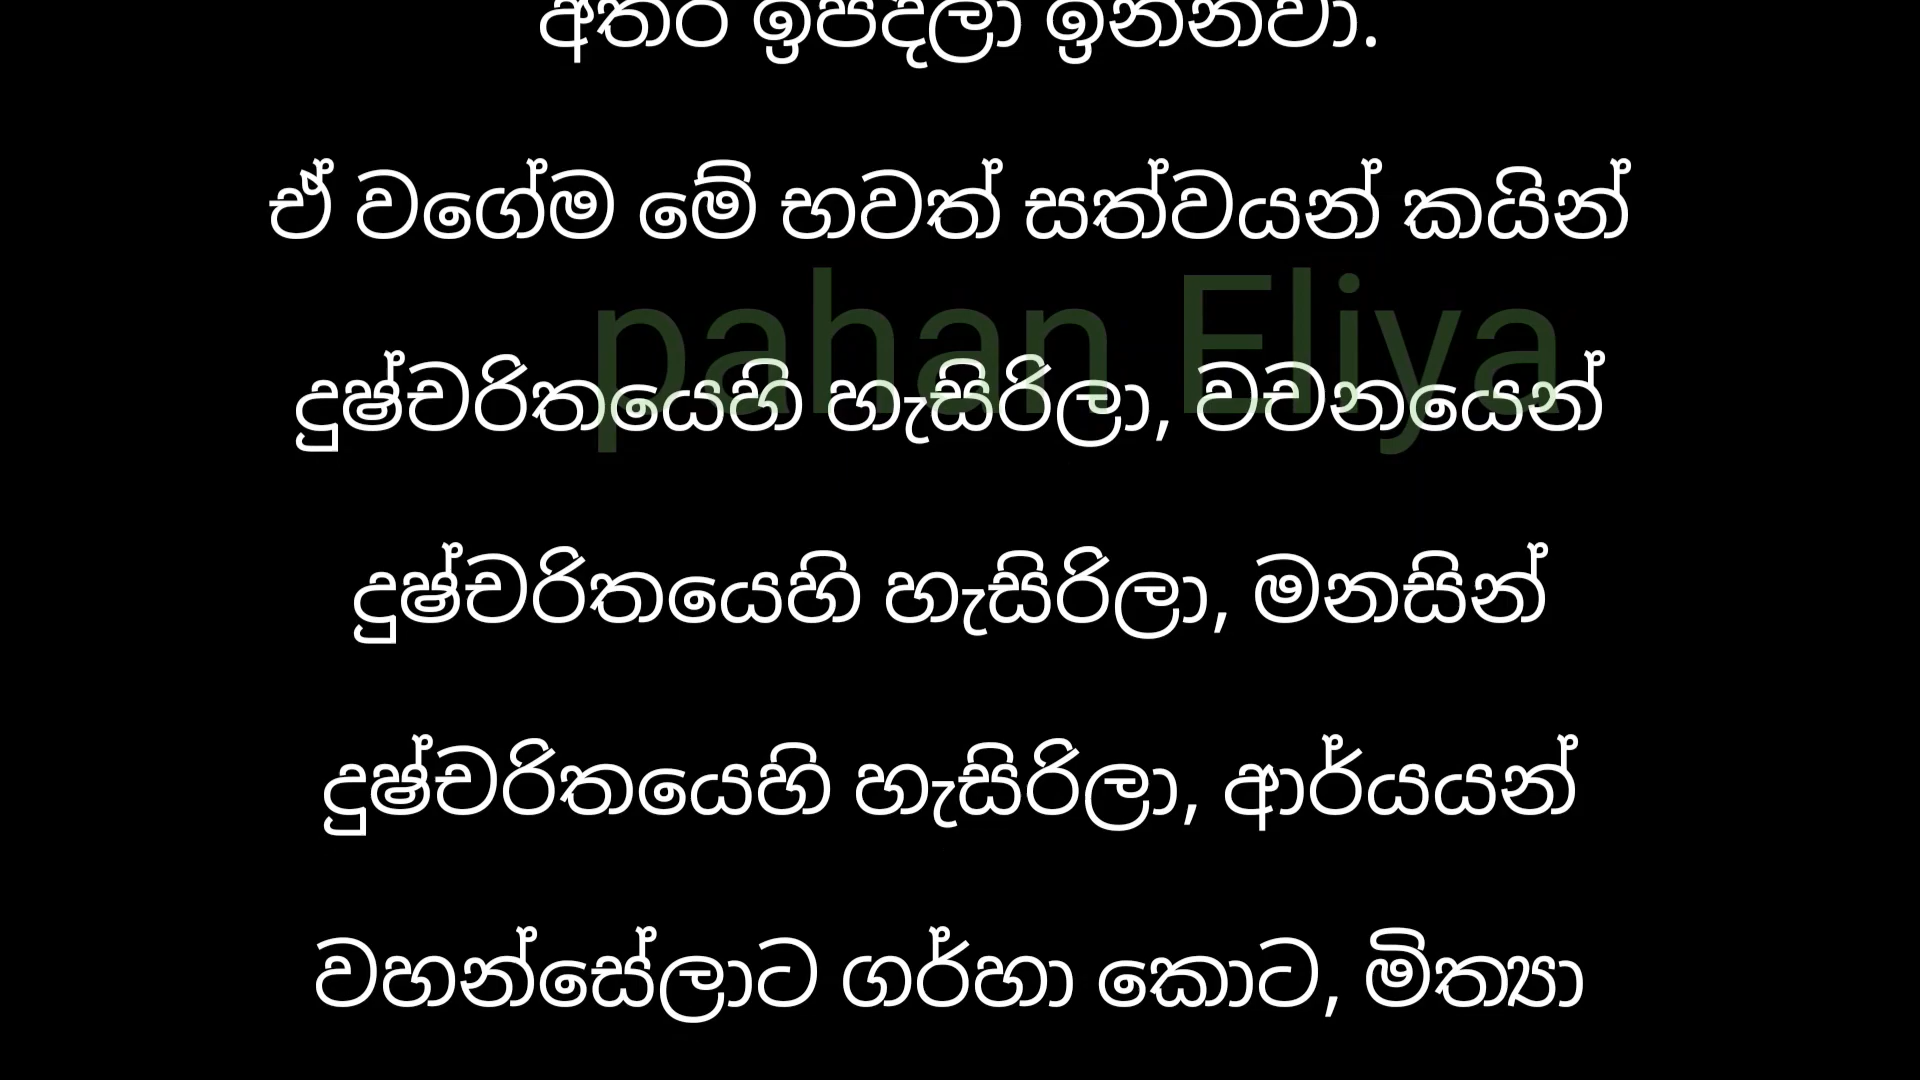 අතර ඉපදිලා ඉන්නවා.
ඒ වගේම මේ භවත් සත්වයන් කයින්
pahan Eliya
දුෂ්චරිතයෙහි හැසිරිලා, වචනයෙන්
දුෂ්චරිතයෙහි හැසිරිලා, මනසින්
දුෂ්චරිතයෙහි හැසිරිලා, ආර්යයන්
වහන්සේලාට ගර්හා කොට, මිත්‍යා